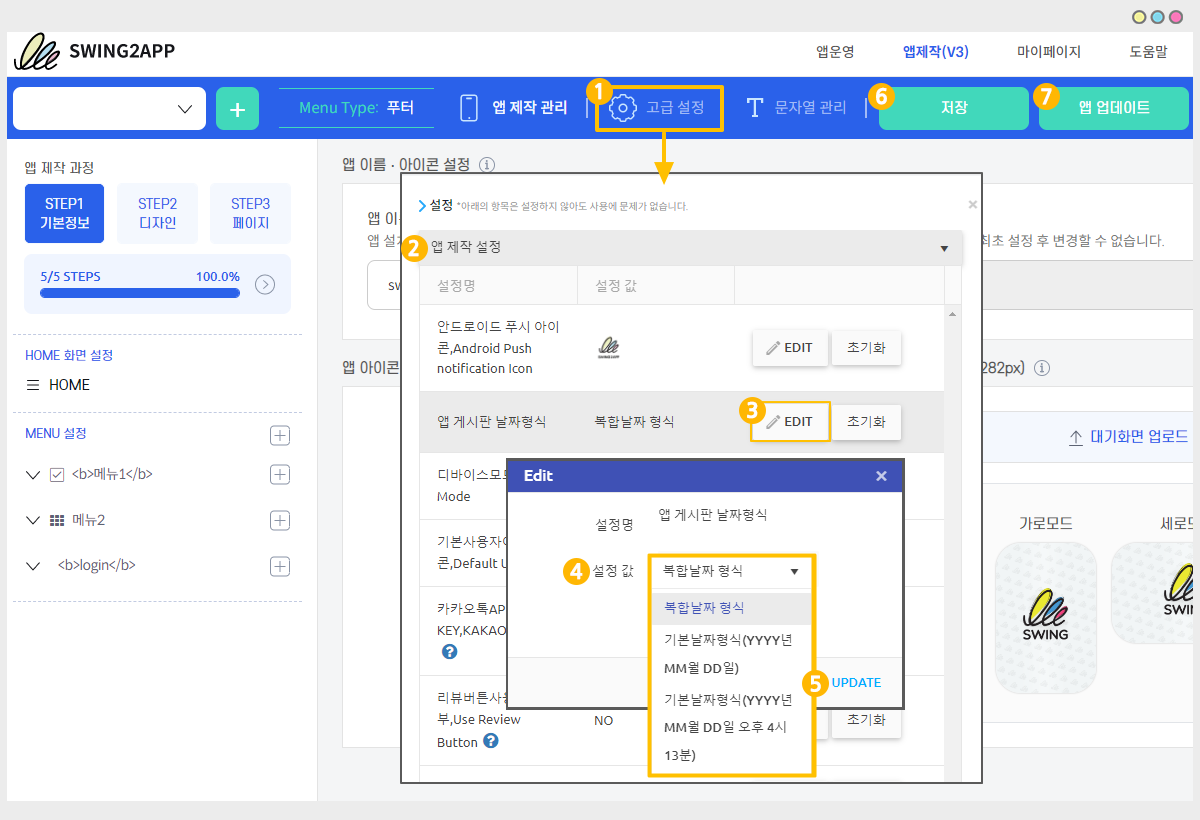 SWING2APP
앱운영
앱제작(V3)
마이페이지
도움말
Menu Type: 푸터
앱 제작 관리
1
고급 설정
문자열 관리
6
저장
7
앱 업데이트
앱 제작 과정
STEP1
기본정보
STEP2
디자인
STEP3
페이지
5/5 STEPS
100.0%
HOME 화면 설정
HOME
MENU 설정
<b>메뉴1</b>
메뉴2
<b>login</b>
앱 이름 · 아이콘 설정
앱 이
앱 설
sw
앱 아이콘
최초 설정 후 변경할 수 없습니다.
282px)
대기화면 업로드
가로모드
세로모
SWING
SWIN
설정 *아래의 항목은 설정하지 않아도 사용에 문제가 없습니다.
2
앱 제작 설정
설정명
설정 값
안드로이드 푸시 아이
콘,Android Push
notification Icon
EDIT
초기화
앱 게시판 날짜형식
복합날짜 형식
3
EDIT
초기화
디바이스모드
Mode
기본사용자아
콘,Default U
카카오톡AP
KEY,KAKAO
리뷰버튼사용
부,Use Review
Button
NO
초기화
Edit
설정명
앱 게시판 날짜형식
4
설정 값
복합날짜 형식
복합날짜 형식
기본날짜형식(YYYY년
MM월 DD일)
기본날짜형식(YYYY년
MM월 DD일 오후 4시
13분)
5
UPDATE